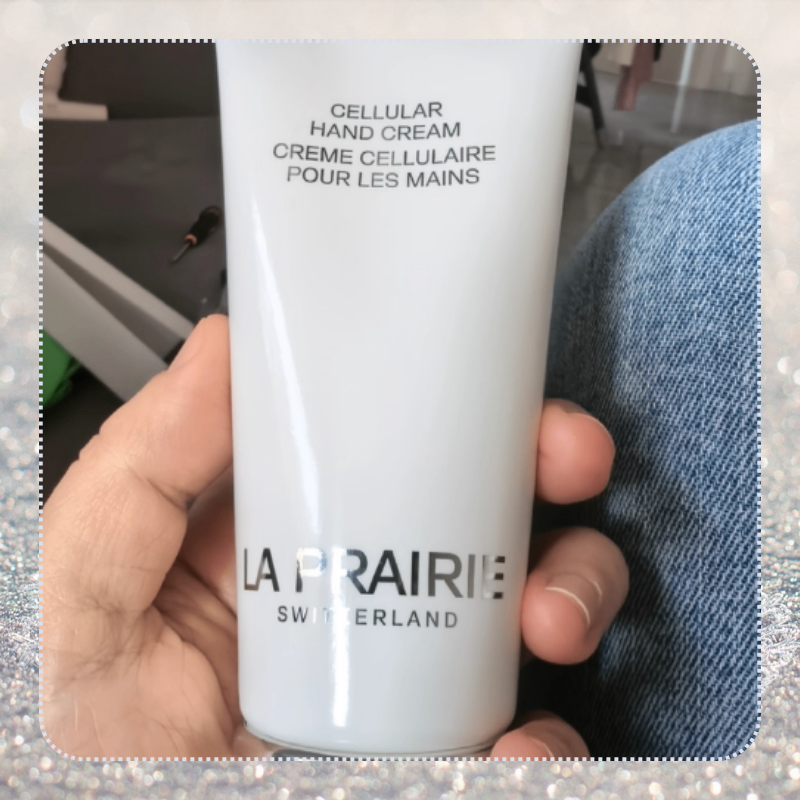 CELLULAR
HAND CREAM
CREME CELLULAIRE
POUR LES MAINS
LA PRAIRIE
SWITZERLAND